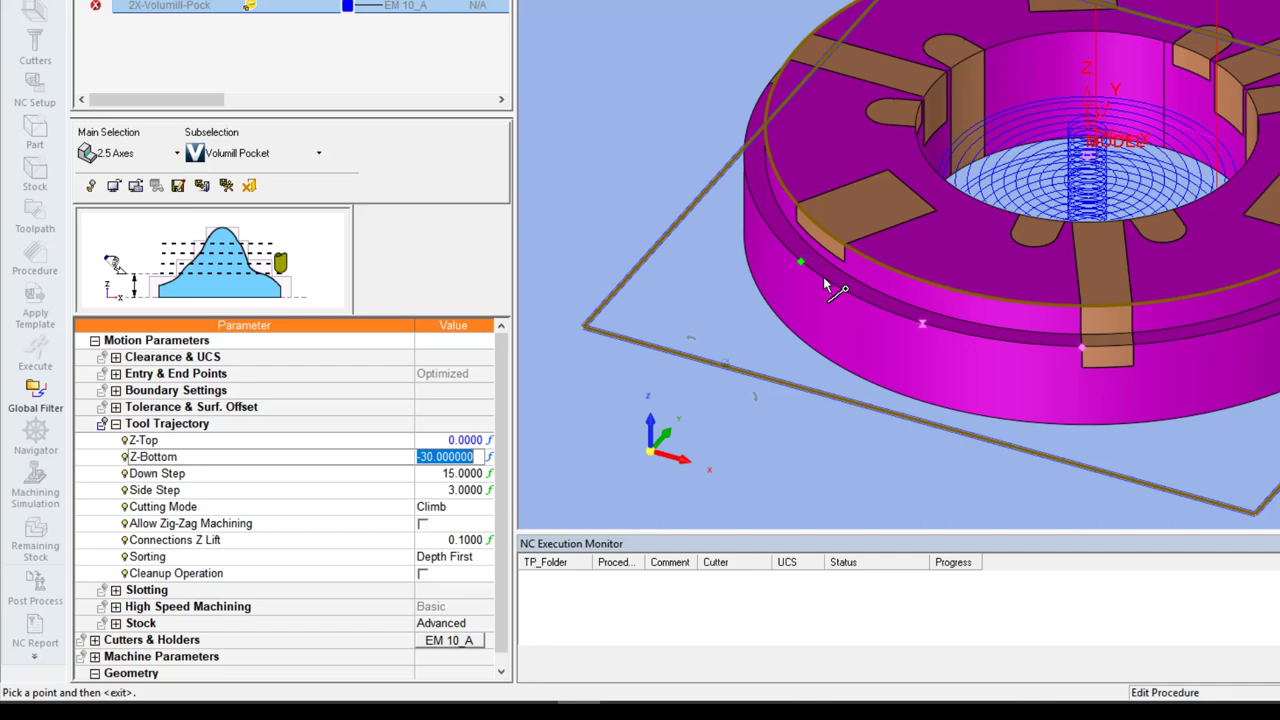 2X-Volumill-Pock EM 10_A N/A
Cutters
NC Setup
Part
Stock
Toolpath
Procedure
Apply
Template
Execute
Global Filter
Navigator
Machining
Simulation
Remaining
Stock
Post Process
NC Report
Main Selection Subselection
2.5 Axes Volumill Pocket
z
x
Parameter Value
Motion Parameters
Clearance & UCS
Entry & End Points Optimized
Boundary Settings
Tolerance & Surf. Offset
Tool Trajectory
Z-Top 0.0000 f
Z-Bottom -30.000000 f
Down Step 15.0000 f
Side Step 3.0000 f
Cutting Mode Climb
Allow Zig-Zag Machining
Connections Z Lift 0.1000 f
Sorting Depth First
Cleanup Operation
Slotting
High Speed Machining Basic
Stock Advanced
Cutters & Holders EM 10_A
Machine Parameters
Geometry
Z
Y
MODEL
Z
Y
X
NC Execution Monitor
TP_Folder Proced... Comment Cutter UCS Status Progress
Pick a point and then <exit>. Edit Procedure